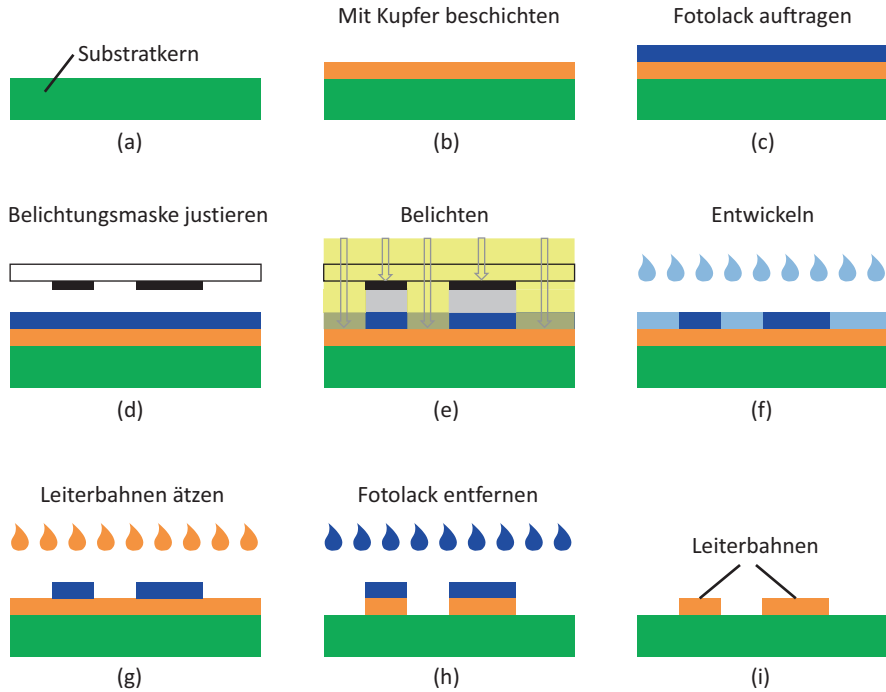 Substratkern
(a)
Mit Kupfer beschichten
(b)
Fotolack auftragen
(c)
Belichtungsmaske justieren
(d)
Belichten
(e)
Entwickeln
(f)
Leiterbahnen ätzen
(g)
Fotolack entfernen
(h)
Leiterbahnen
(i)